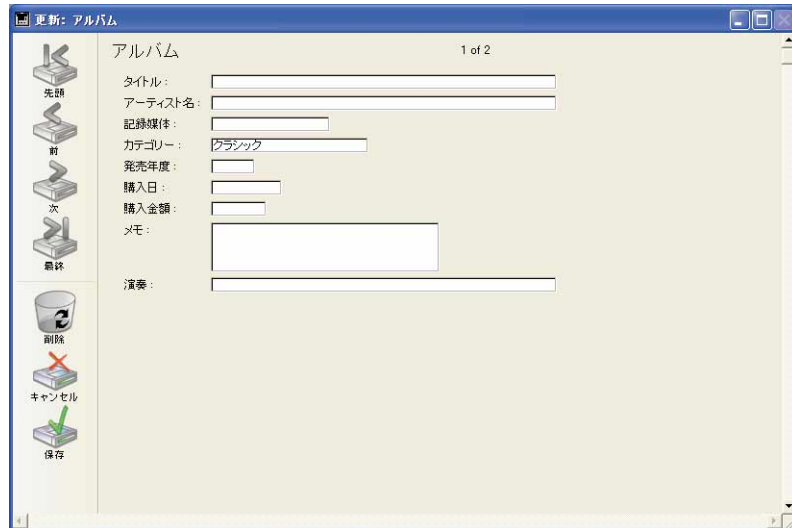 更新: アルバム
アルバム
1 of 2
タイトル:
アーティスト名:
記録媒体:
カテゴリー: クラシック
発売年度:
購入日:
購入金額:
メモ:
演奏:
先頭
前
次
最終
削除
キャンセル
保存